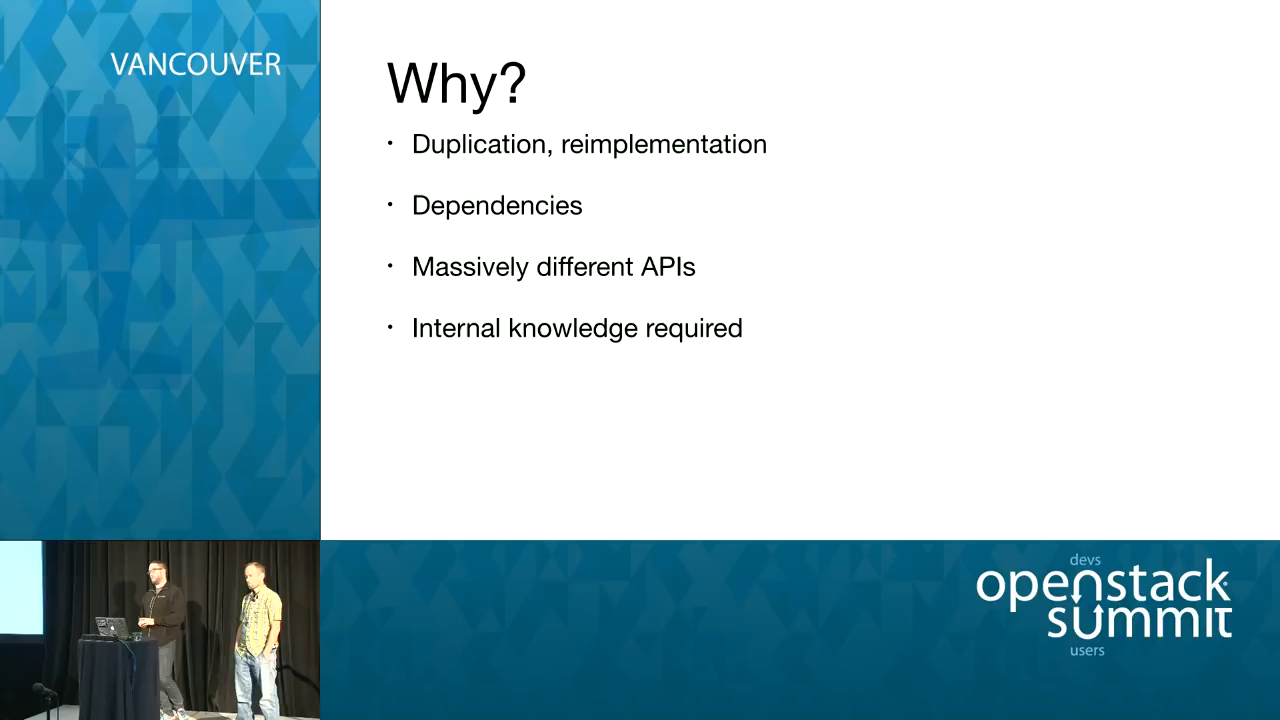 VANCOUVER
Why?
• Duplication, reimplementation
• Dependencies
• Massively different APIs
• Internal knowledge required
devs
openstack
summit
users